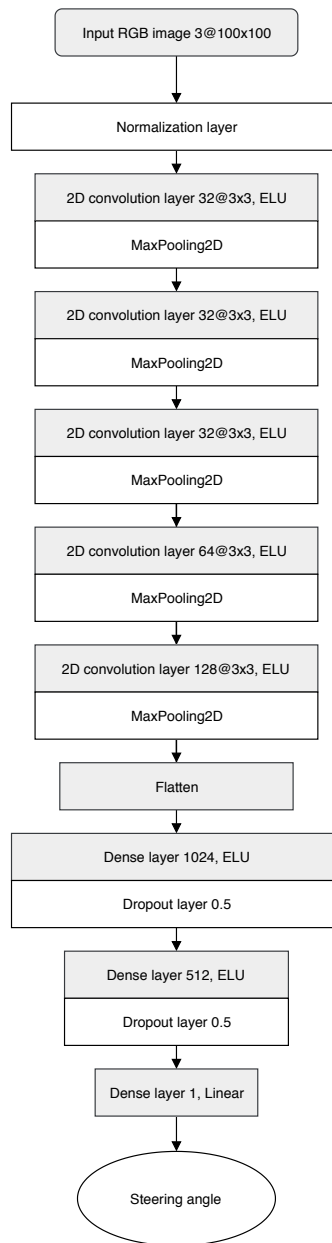 Input RGB image 3@100x100
Normalization layer
2D convolution layer 32@3x3, ELU
MaxPooling2D
2D convolution layer 32@3x3, ELU
MaxPooling2D
2D convolution layer 32@3x3, ELU
MaxPooling2D
2D convolution layer 64@3x3, ELU
MaxPooling2D
2D convolution layer 128@3x3, ELU
MaxPooling2D
Flatten
Dense layer 1024, ELU
Dropout layer 0.5
Dense layer 512, ELU
Dropout layer 0.5
Dense layer 1, Linear
Steering angle